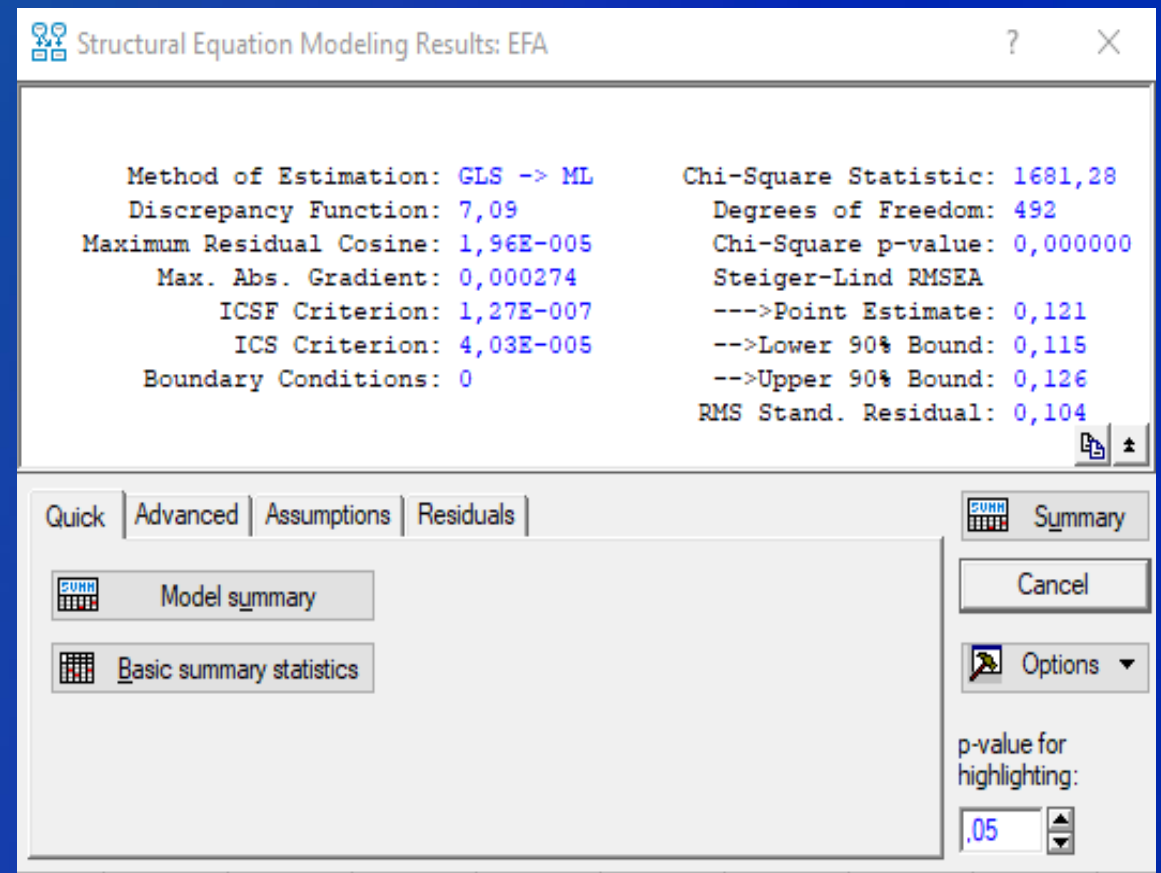 Structural Equation Modeling Results: EFA ?
Method of Estimation: GLS -> ML
Discrepancy Function: 7,09
Maximum Residual Cosine: 1,96E-005
Max. Abs. Gradient: 0,000274
ICSF Criterion: 1,27E-007
ICS Criterion: 4,03E-005
Boundary Conditions: 0
Chi-Square Statistic: 1681,28
Degrees of Freedom: 492
Chi-Square p-value: 0,000000
Steiger-Lind RMSEA
--->Point Estimate: 0,121
-->Lower 90% Bound: 0,115
-->Upper 90% Bound: 0,126
RMS Stand. Residual: 0,104
Quick Advanced Assumptions Residuals
SUMM Model summary
Basic summary statistics
SUMM Summary
Cancel
Options
p-value for
highlighting:
,05